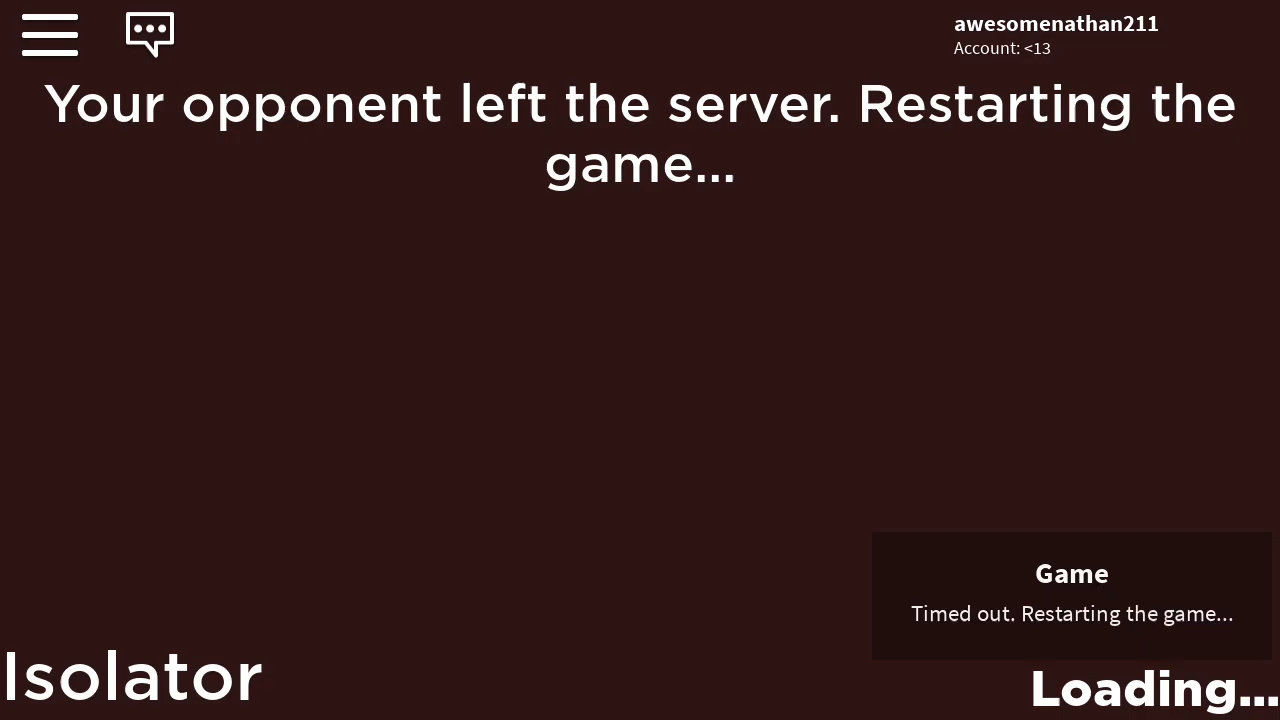 awesomenathan211
Account: <13
Your opponent left the server. Restarting the
game...
Game
Timed out. Restarting the game...
Isolator
Loading...